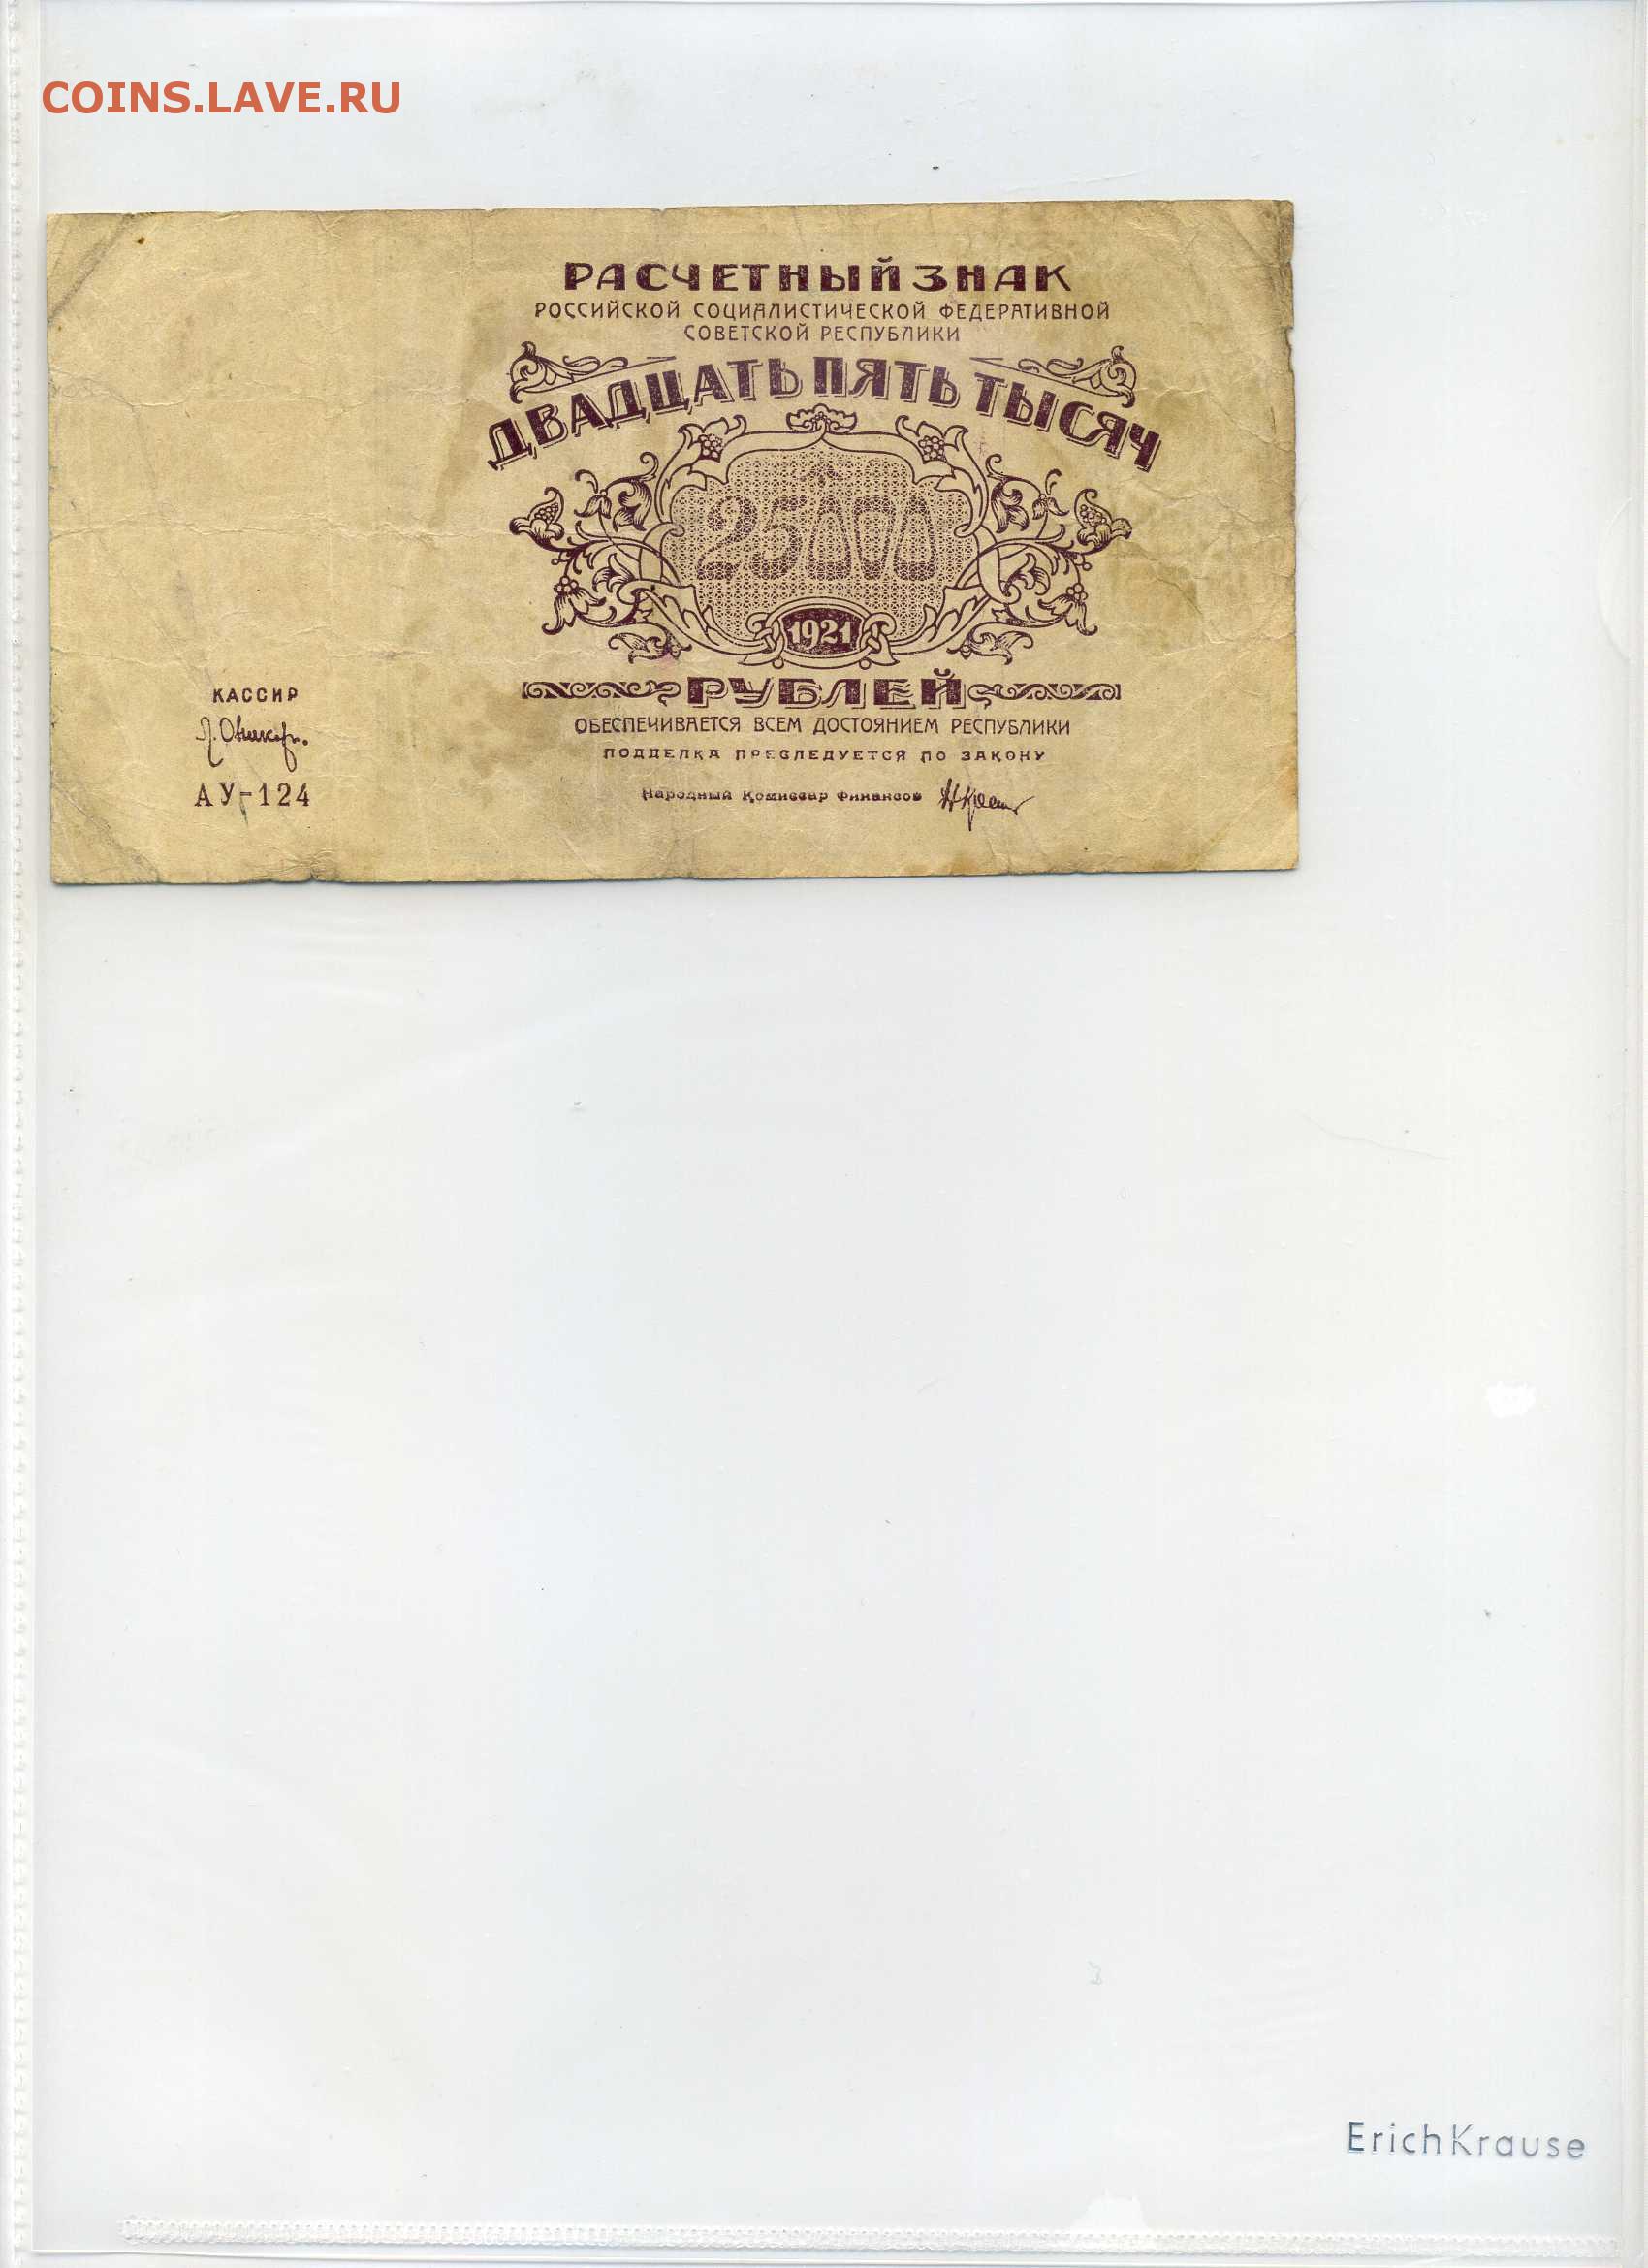 COINS.LAVE.RU
РАСЧЕТНЫЙ ЗНАК
РОССИЙСКОЙ СОЦИАЛИСТИЧЕСКОЙ ФЕДЕРАТИВНОЙ
СОВЕТСКОЙ РЕСПУБЛИКИ
ДВАДЦАТЬ ПЯТЬ ТЫСЯЧ
25000
1921
РУБЛЕЙ
ОБЕСПЕЧИВАЕТСЯ ВСЕМ ДОСТОЯНИЕМ РЕСПУБЛИКИ
ПОДДЕЛКА ПРЕСЛЕДУЕТСЯ ПО ЗАКОНУ
Народный Комиссар Финансов
КАССИР
АУ-124
ErichKrause